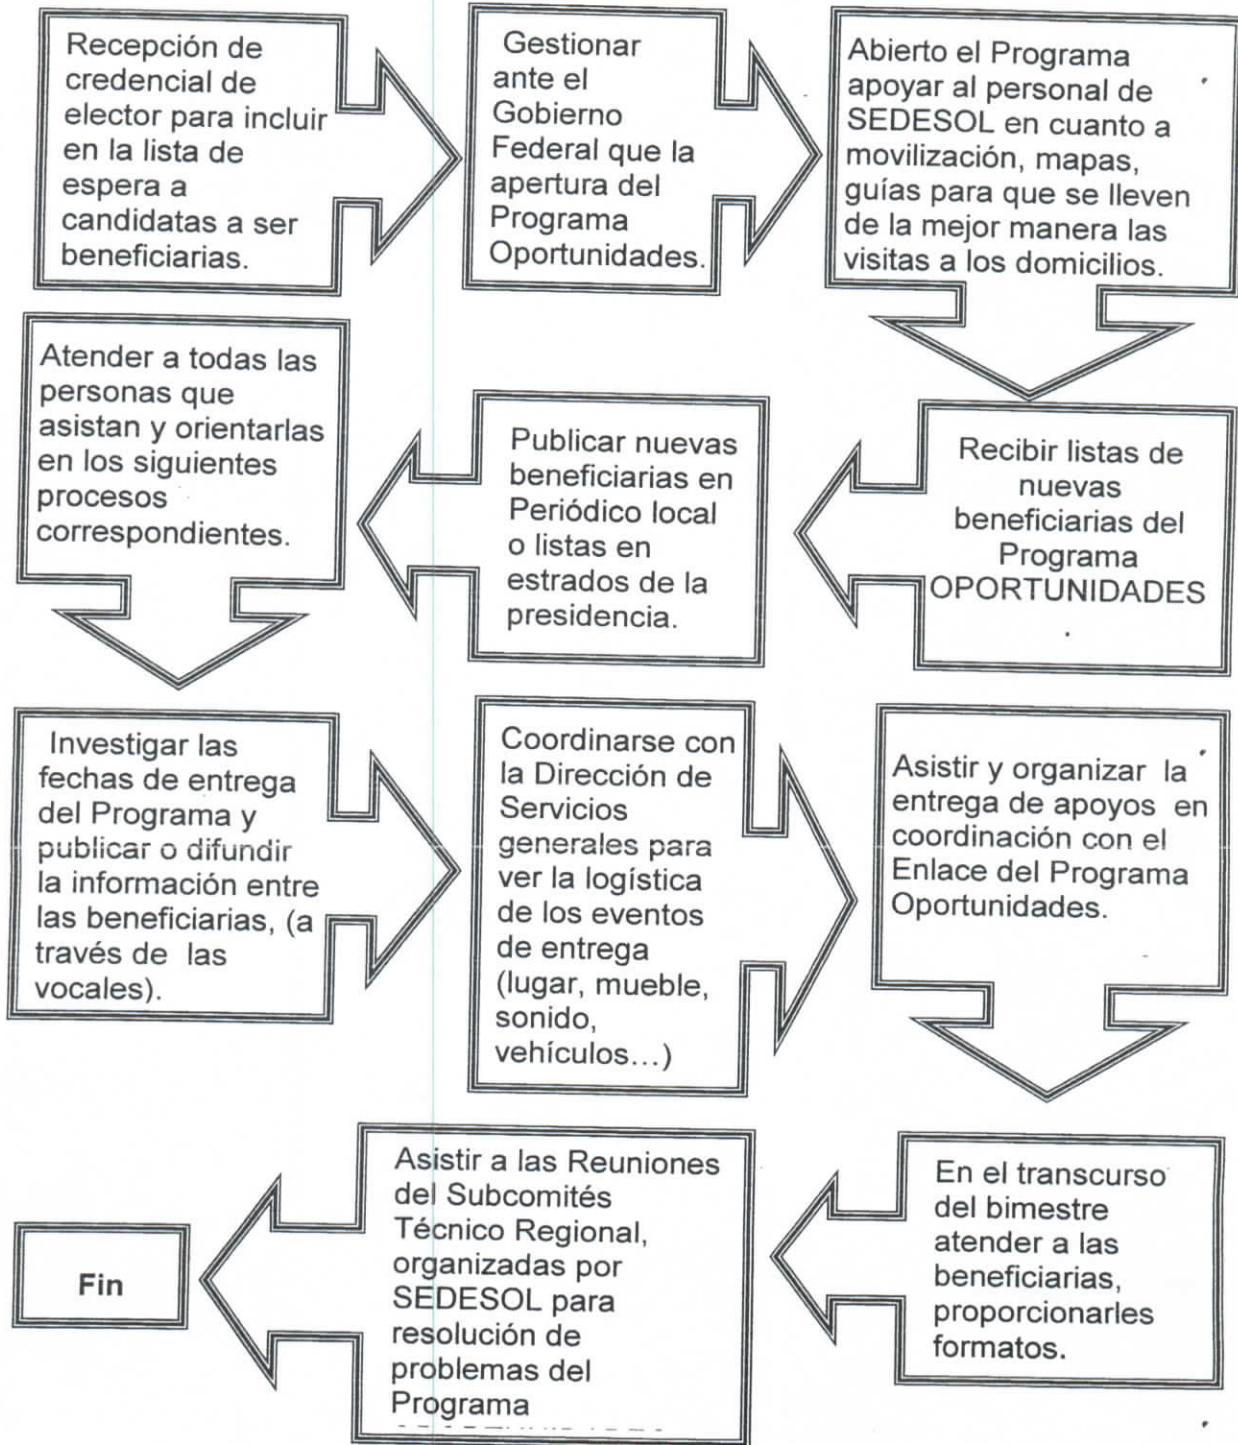 Recepción de
credencial de
elector para incluir
en la lista de
espera a
candidatas a ser
beneficiarias.
Gestionar
ante el
Gobierno
Federal que la
apertura del
Programa
Oportunidades.
Abierto el Programa
apoyar al personal de
SEDESOL en cuanto a
movilización, mapas,
guías para que se lleven
de la mejor manera las
visitas a los domicilios.
Recibir listas de
nuevas
beneficiarias del
Programa
OPORTUNIDADES
Publicar nuevas
beneficiarias en
Periódico local
o listas en
estrados de la
presidencia.
Atender a todas las
personas que
asistan y orientarlas
en los siguientes
procesos
correspondientes.
Investigar las
fechas de entrega
del Programa y
publicar o difundir
la información entre
las beneficiarias, (a
través de las
vocales).
Coordinarse con
la Dirección de
Servicios
generales para
ver la logística
de los eventos
de entrega
(lugar, mueble,
sonido,
vehículos...)
Asistir y organizar la
entrega de apoyos en
coordinación con el
Enlace del Programa
Oportunidades.
En el transcurso
del bimestre
atender a las
beneficiarias,
proporcionarles
formatos.
Asistir a las Reuniones
del Subcomités
Técnico Regional,
organizadas por
SEDESOL para
resolución de
problemas del
Programa
Fin